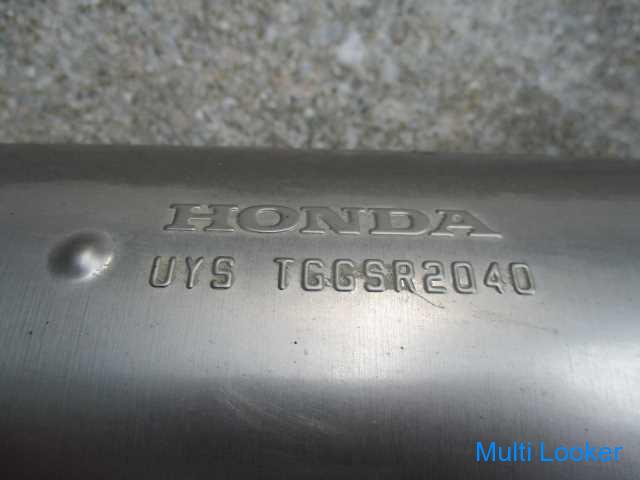 HONDA
UYS TGGSR2040
Multi Looker